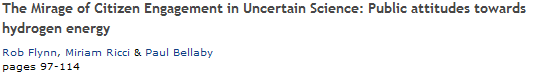 The Mirage of Citizen Engagement in Uncertain Science: Public attitudes towards
hydrogen energy
Rob Flynn, Miriam Ricci & Paul Bellaby
pages 97-114